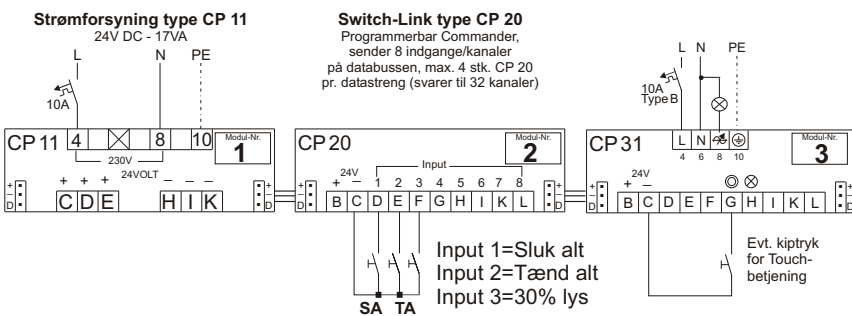 Strømforsyning type CP 11
24V DC - 17VA
L N PE
10A
CP 11
4 8 10
Modul-Nr.
1
230V
24VOLT
+ + + – – –
C D E H I K
+ – D
+ – D
Switch-Link type CP 20
Programmerbar Commander,
sender 8 indgange/kanaler
på databussen, max. 4 stk. CP 20
pr. datastreng (svarer til 32 kanaler)
CP 20
Modul-Nr.
2
Input
24V
+ – 1 2 3 4 5 6 7 8
B C D E F G H I K L
+ – D
+ – D
Input 1=Sluk alt
Input 2=Tænd alt
Input 3=30% lys
SA TA
L N PE
10A
Type B
CP 31
L N
4 6 8 10
Modul-Nr.
3
24V
+ –
B C D E F G H I K L
+ – D
+ – D
Evt. kiptryk
for Touch-
betjening